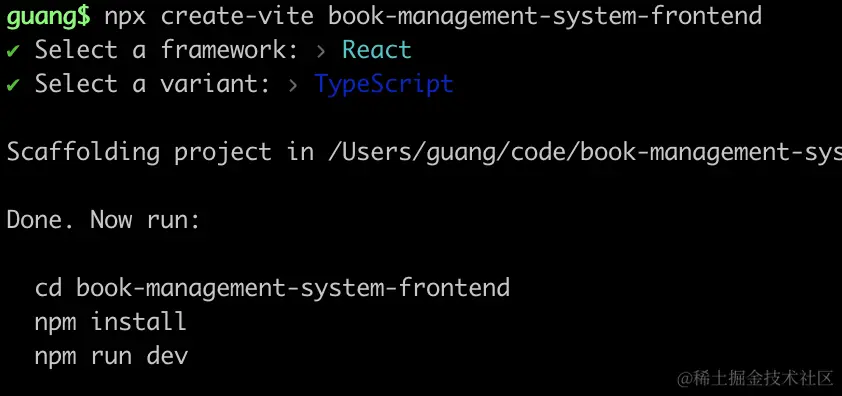 guang$ npx create-vite book-management-system-frontend
✔ Select a framework: › React
✔ Select a variant: › TypeScript
Scaffolding project in /Users/guang/code/book-management-sys
Done. Now run:
cd book-management-system-frontend
npm install
npm run dev
@稀土掘金技术社区